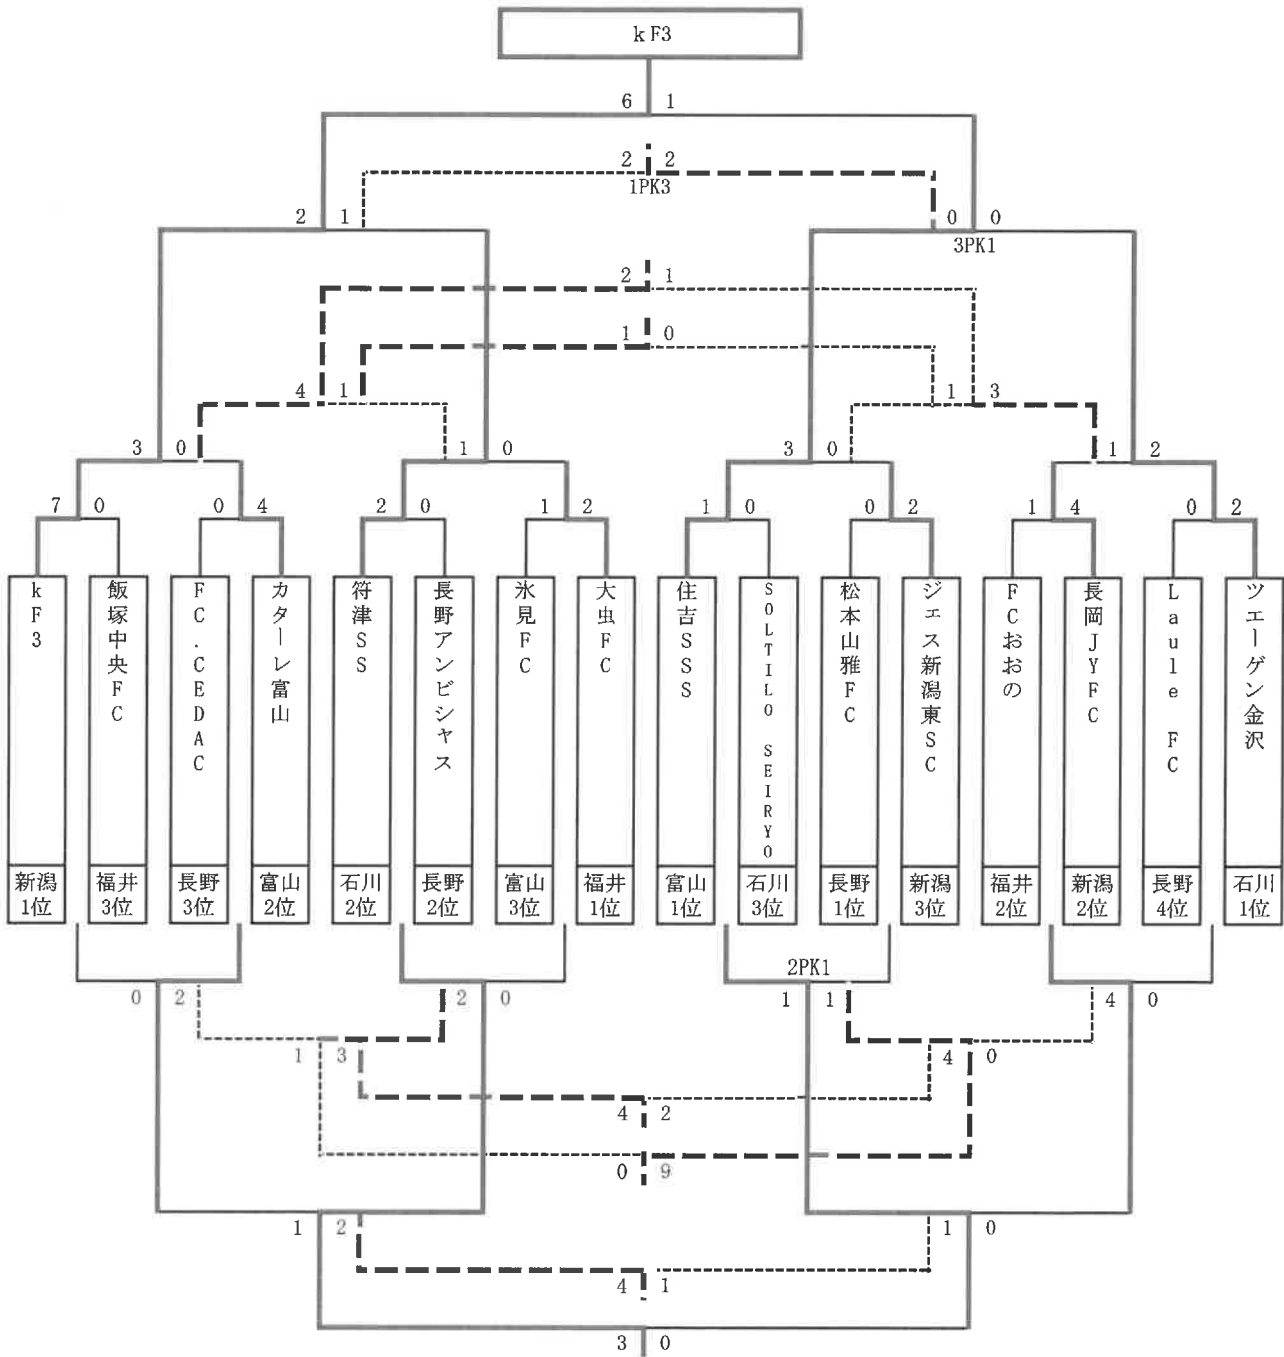 k F3
6 1
2 2
1PK3
2 1
0 0
3PK1
2 1
1 0
4 1
1 3
3 0
1 0
3 0
1 2
7 0
0 4
2 0
1 2
1 0
0 2
1 4
0 2
kF3
飯塚中央FC
FC.CEDAC
カターレ富山
符津SS
長野アンビシャス
氷見FC
大虫FC
住吉SSS
SOLTILO SEIRYO
松本山雅FC
ジェス新潟東SC
FCおおの
長岡JYFC
Laule FC
ツエーゲン金沢
新潟
1位
福井
3位
長野
3位
富山
2位
石川
2位
長野
2位
富山
3位
福井
1位
富山
1位
石川
3位
長野
1位
新潟
3位
福井
2位
新潟
2位
長野
4位
石川
1位
2PK1
0 2
2 0
1 1
4 0
1 3
4 0
4 2
0 9
1 2
1 0
4 1
3 0